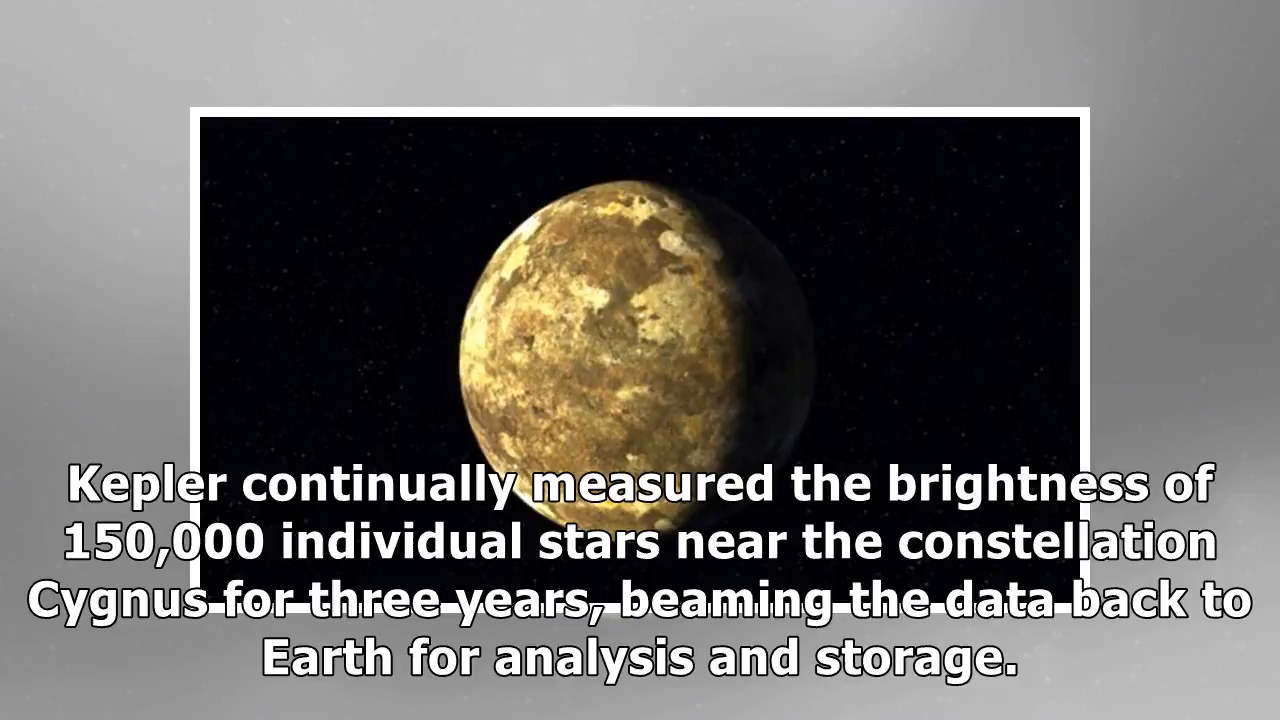 Kepler continually measured the brightness of
150,000 individual stars near the constellation
Cygnus for three years, beaming the data back to
Earth for analysis and storage.